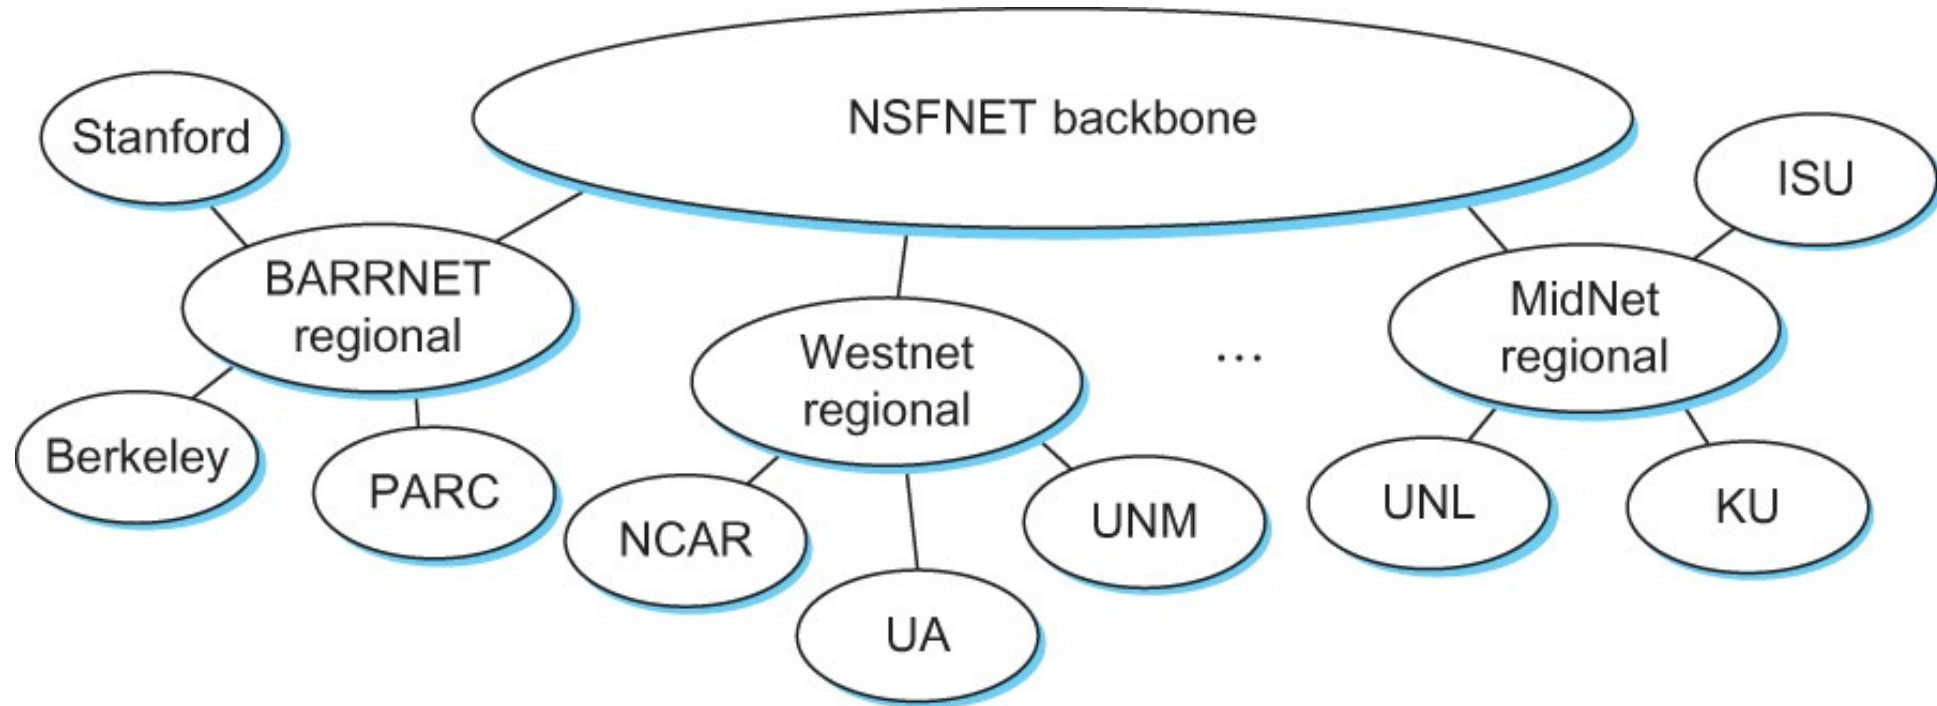 NSFNET backbone
Stanford
ISU
BARRNET
regional
MidNet
regional
Westnet
regional
...
Berkeley
PARC
NCAR
UNM
UNL
KU
UA